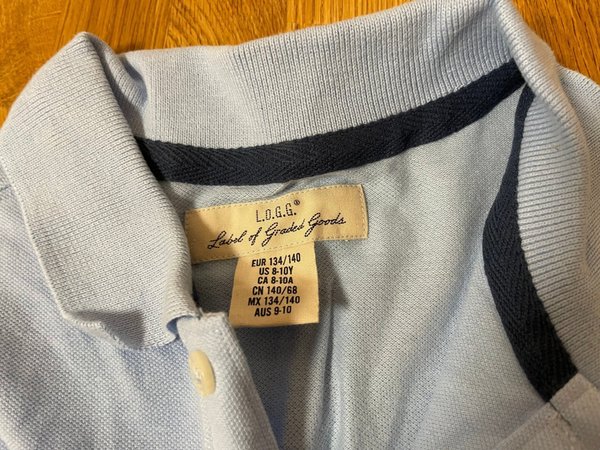 L.O.G.G.®
Label of Graded Goods
EUR 134/140
US 8-10Y
CA 8-10A
CN 140/68
MX 134/140
AUS 9-10